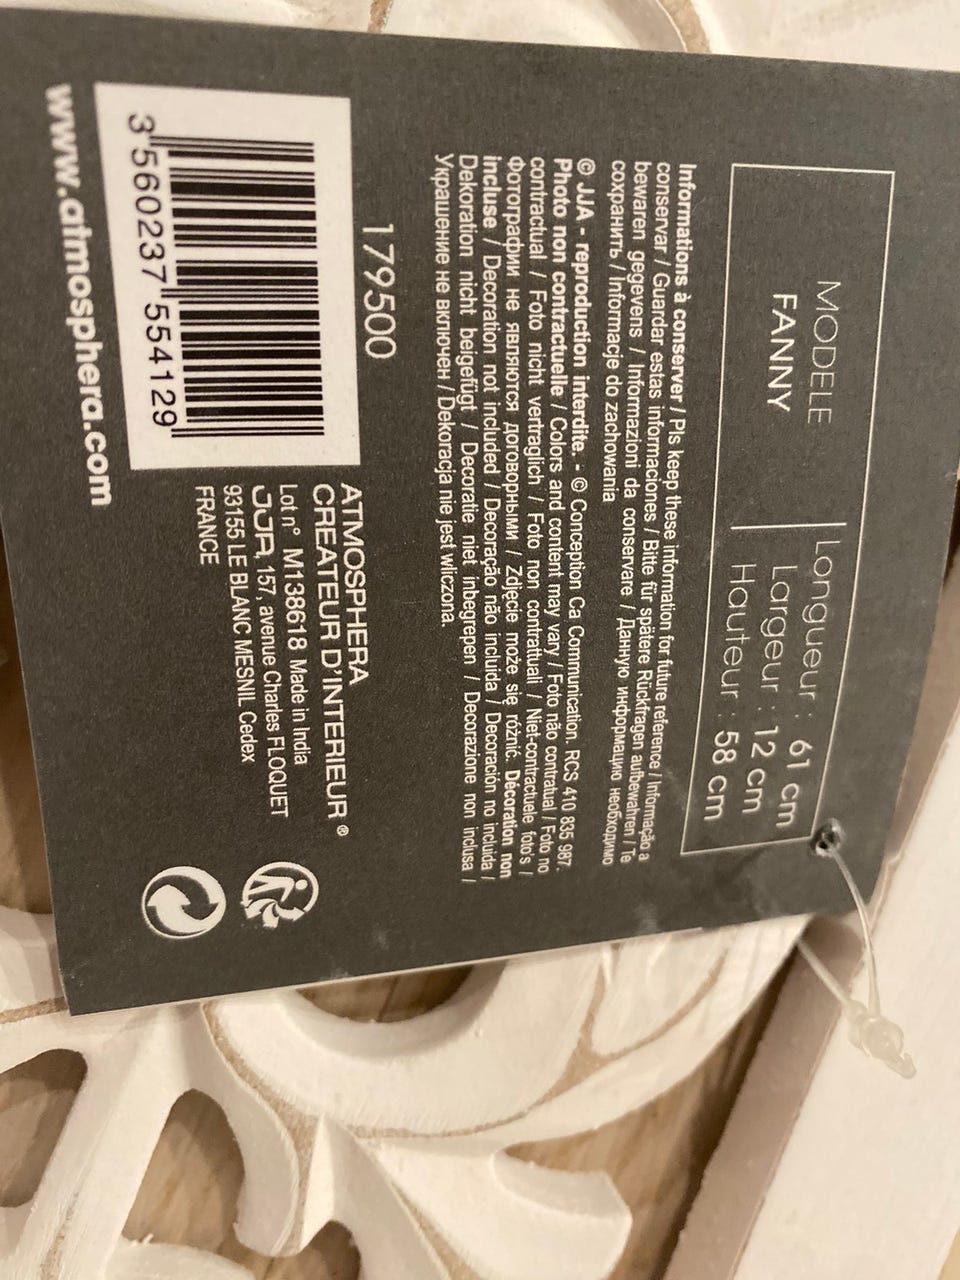 MODELE
FANNY
Longueur : 61 cm
Largeur : 12 cm
Hauteur : 58 cm
Informations à conserver / Pls keep these information for future reference / Informação a
conservar / Guardar estas informaciones / Bitte für spätere Rückfragen aufbewahren / Te
bewaren gegevens / Informazioni da conservare / Данную информацию необходимо
сохранить / Informacje do zachowania
© JJA - reproduction interdite. - © Conception Ca Communication. RCS 410 835 987.
Photo non contractuelle / Colors and content may vary / Foto não contratual / Foto no
contractual / Foto nicht vertraglich / Foto non contrattuali / Niet-contractuele foto's /
Фотографии не являются договорными / Zdjęcie może się różnić. Décoration non
incluse / Decoration not included / Decoração não incluida / Decoración no incluida /
Dekoration nicht beigefügt / Decoratie niet inbegrepen / Decorazione non inclusa /
Украшение не включен / Dekoracja nie jest wliczona.
179500
3 560237 554129
ATMOSPHERA
CREATEUR D'INTERIEUR®
Lot n° M138618 Made in India
JJA, 157, avenue Charles FLOQUET
93155 LE BLANC MESNIL Cedex
FRANCE
www.atmosphera.com